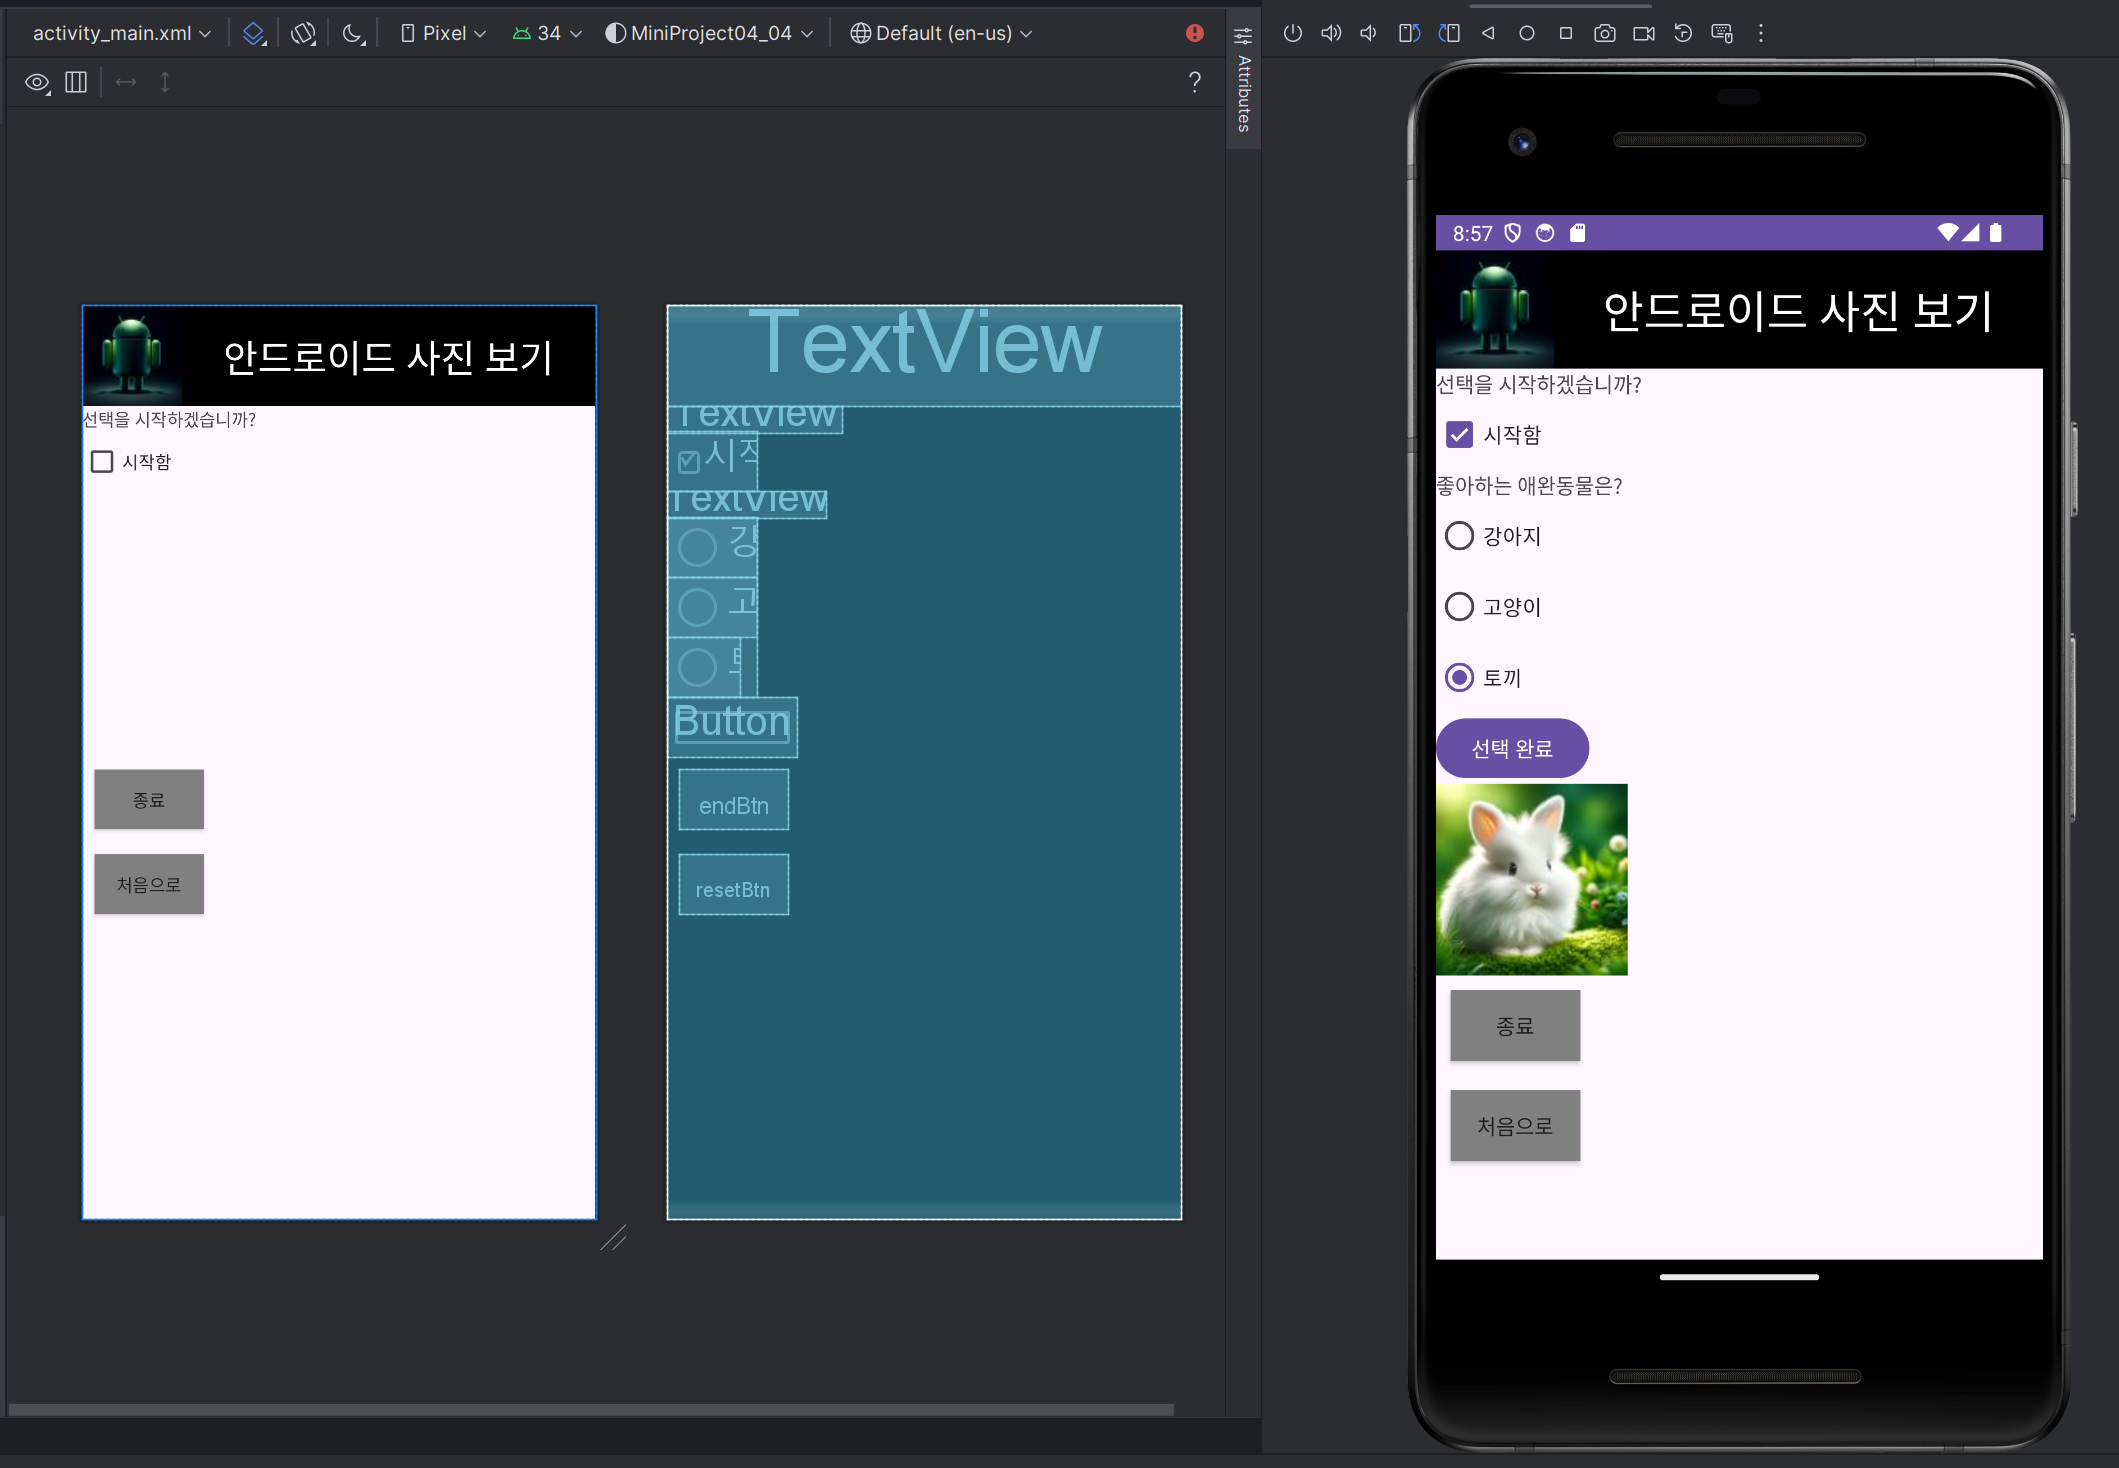 activity_main.xml
Pixel
34
MiniProject04_04
Default (en-us)
?
Attributes
안드로이드 사진 보기
선택을 시작하겠습니까?
시작함
종료
처음으로
TextView
TextView
시작
TextView
강
고
Button
endBtn
resetBtn
8:57
안드로이드 사진 보기
선택을 시작하겠습니까?
시작함
좋아하는 애완동물은?
강아지
고양이
토끼
선택 완료
종료
처음으로